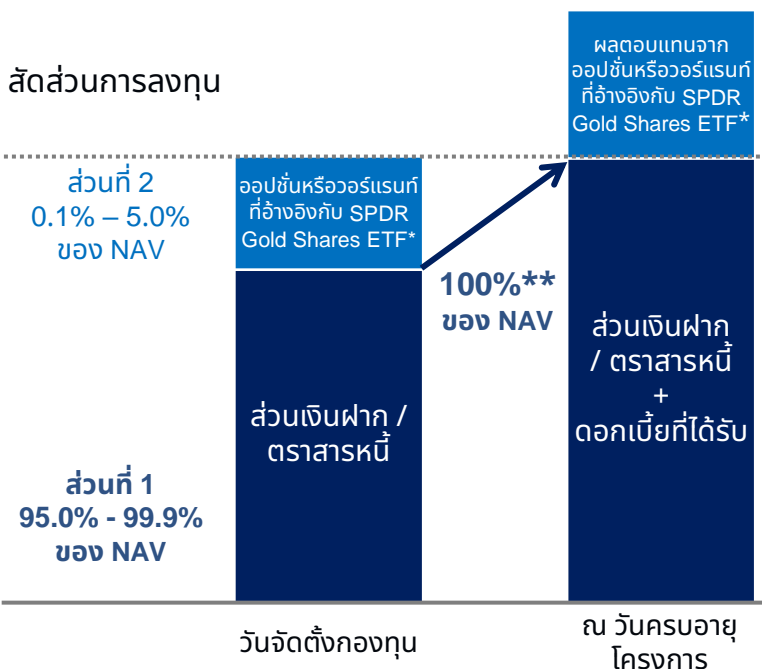 สัดส่วนการลงทุน
ผลตอบแทนจาก
ออปชั่นหรือวอร์แรนท์
ที่อ้างอิงกับ SPDR
Gold Shares ETF*
ส่วนที่ 2
0.1% – 5.0%
ของ NAV
ออปชั่นหรือวอร์แรนท์
ที่อ้างอิงกับ SPDR
Gold Shares ETF*
100%**
ของ NAV
ส่วนเงินฝาก
/ ตราสารหนี้
+
ดอกเบี้ยที่ได้รับ
ส่วนเงินฝาก /
ตราสารหนี้
ส่วนที่ 1
95.0% - 99.9%
ของ NAV
วันจัดตั้งกองทุน
ณ วันครบอายุ
โครงการ